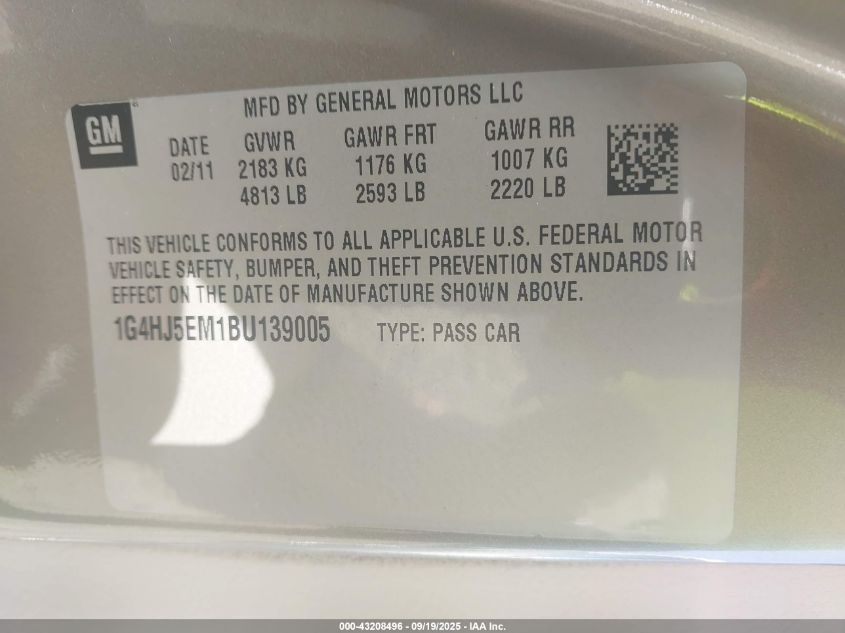 MFD BY GENERAL MOTORS LLC
GM
DATE GVWR GAWR FRT GAWR RR
02/11 2183 KG 1176 KG 1007 KG
4813 LB 2593 LB 2220 LB
THIS VEHICLE CONFORMS TO ALL APPLICABLE U.S. FEDERAL MOTOR
VEHICLE SAFETY, BUMPER, AND THEFT PREVENTION STANDARDS IN
EFFECT ON THE DATE OF MANUFACTURE SHOWN ABOVE.
1G4HJ5EM1BU139005 TYPE: PASS CAR
000-43208496 - 09/19/2025 - IAA Inc.